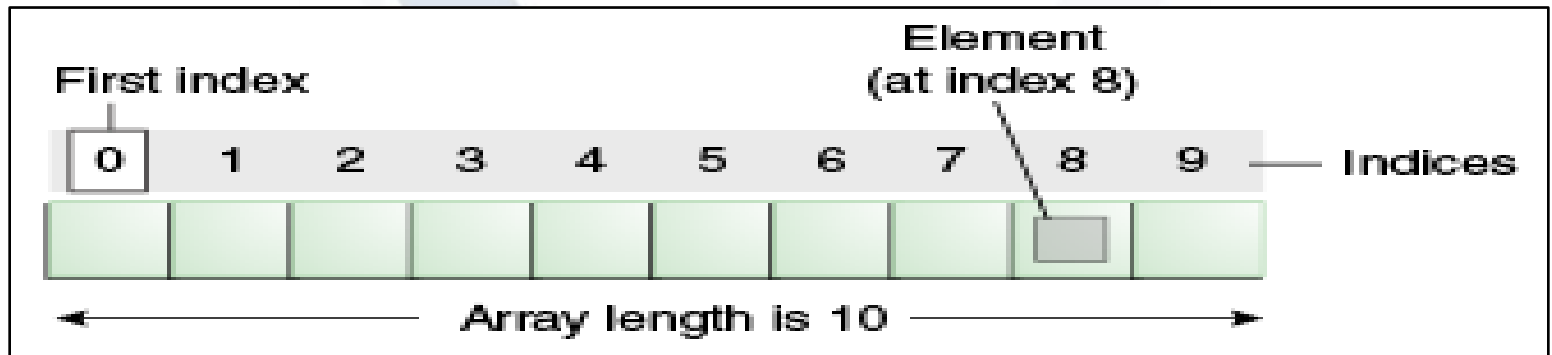 Element
First index
(at index 8)
0 1 2 3 4 5 6 7 8 9
Indices
Array length is 10